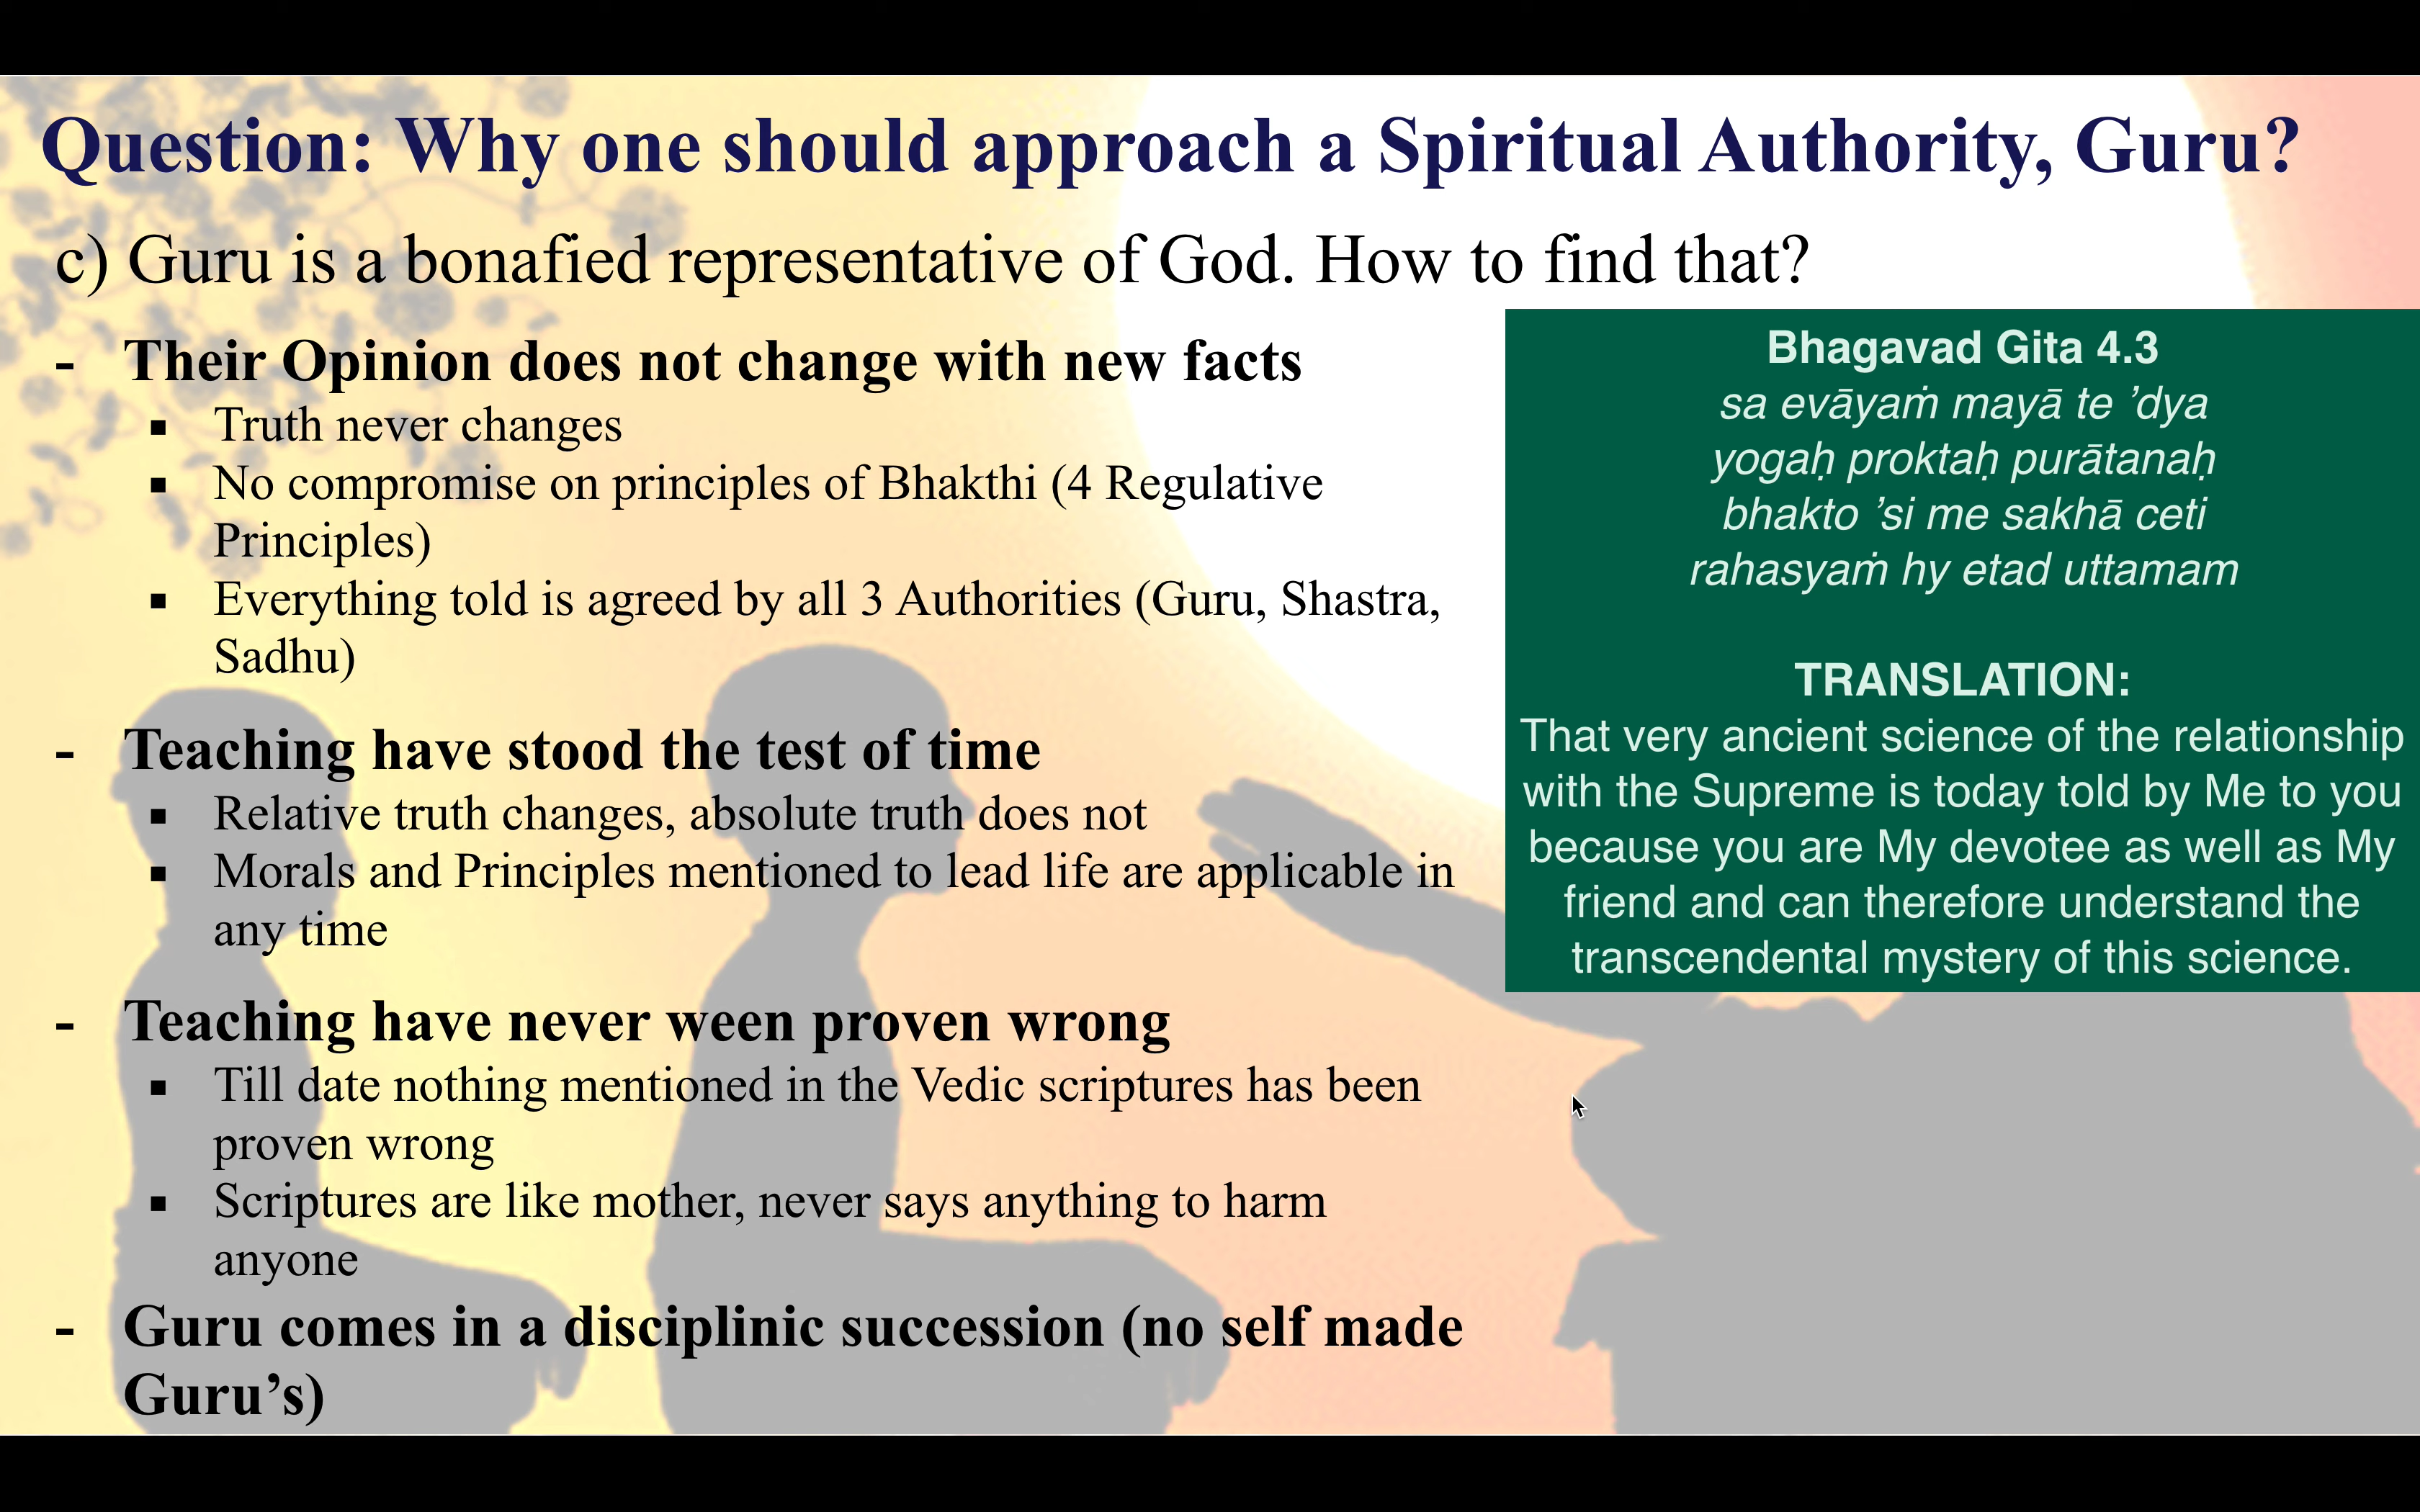 Question: Why one should approach a Spiritual Authority, Guru?
c) Guru is a bonafied representative of God. How to find that?
- Their Opinion does not change with new facts
▪ Truth never changes
▪ No compromise on principles of Bhakthi (4 Regulative
Principles)
▪ Everything told is agreed by all 3 Authorities (Guru, Shastra,
Sadhu)
- Teaching have stood the test of time
▪ Relative truth changes, absolute truth does not
▪ Morals and Principles mentioned to lead life are applicable in
any time
- Teaching have never ween proven wrong
▪ Till date nothing mentioned in the Vedic scriptures has been
proven wrong
▪ Scriptures are like mother, never says anything to harm
anyone
- Guru comes in a disciplinic succession (no self made
Guru’s)
Bhagavad Gita 4.3
sa evāyaṁ mayā te ’dya
yogaḥ proktaḥ purātanaḥ
bhakto ’si me sakhā ceti
rahasyaṁ hy etad uttamam
TRANSLATION:
That very ancient science of the relationship
with the Supreme is today told by Me to you
because you are My devotee as well as My
friend and can therefore understand the
transcendental mystery of this science.